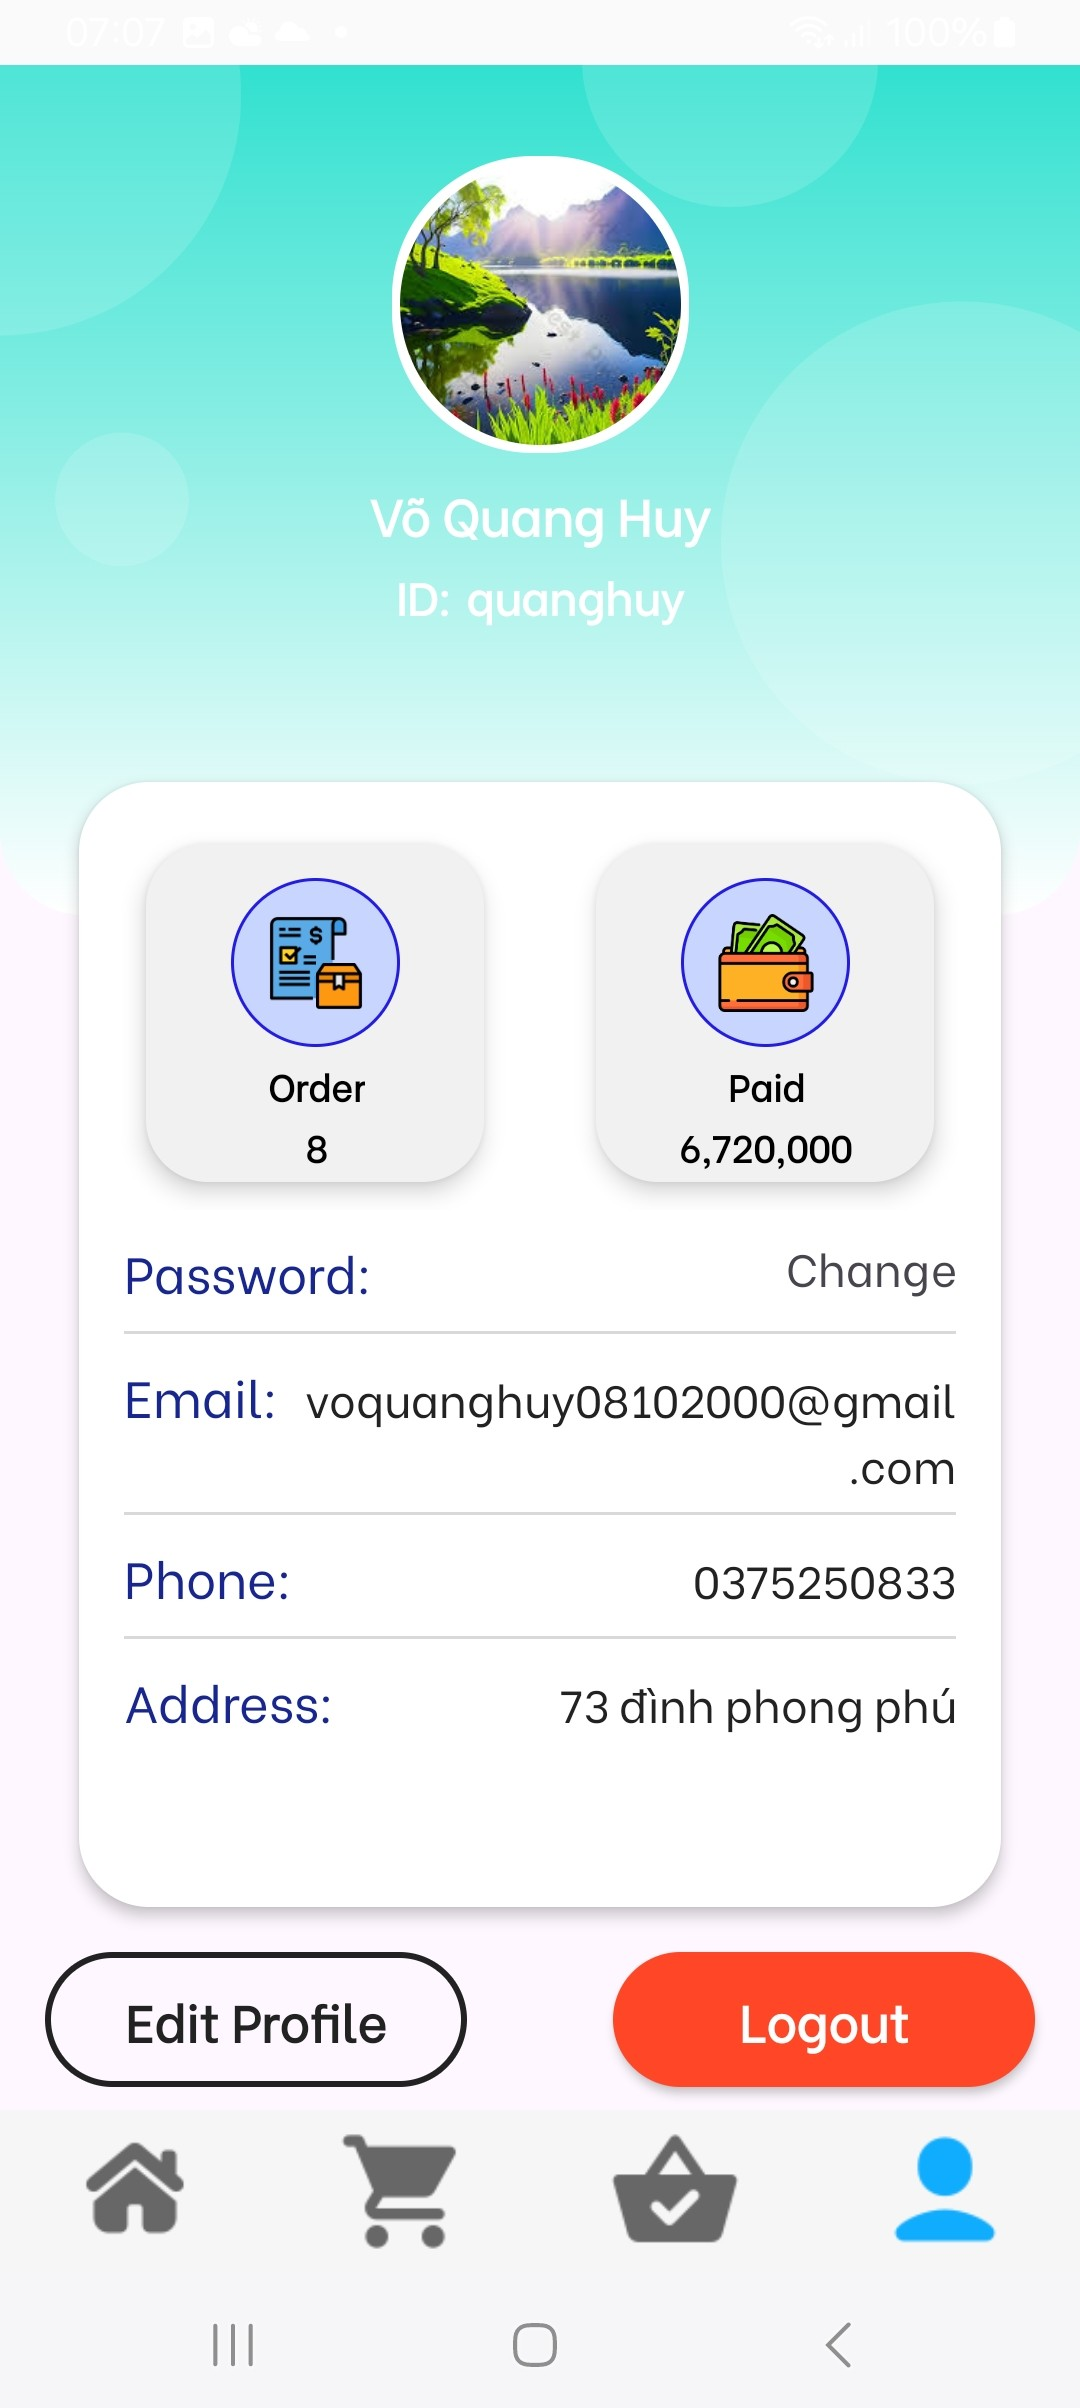 07:07 100%
Võ Quang Huy
ID: quanghuy
Order
8
Paid
6,720,000
Password: Change
Email: voquanghuy08102000@gmail
.com
Phone: 0375250833
Address: 73 đình phong phú
Edit Profile
Logout